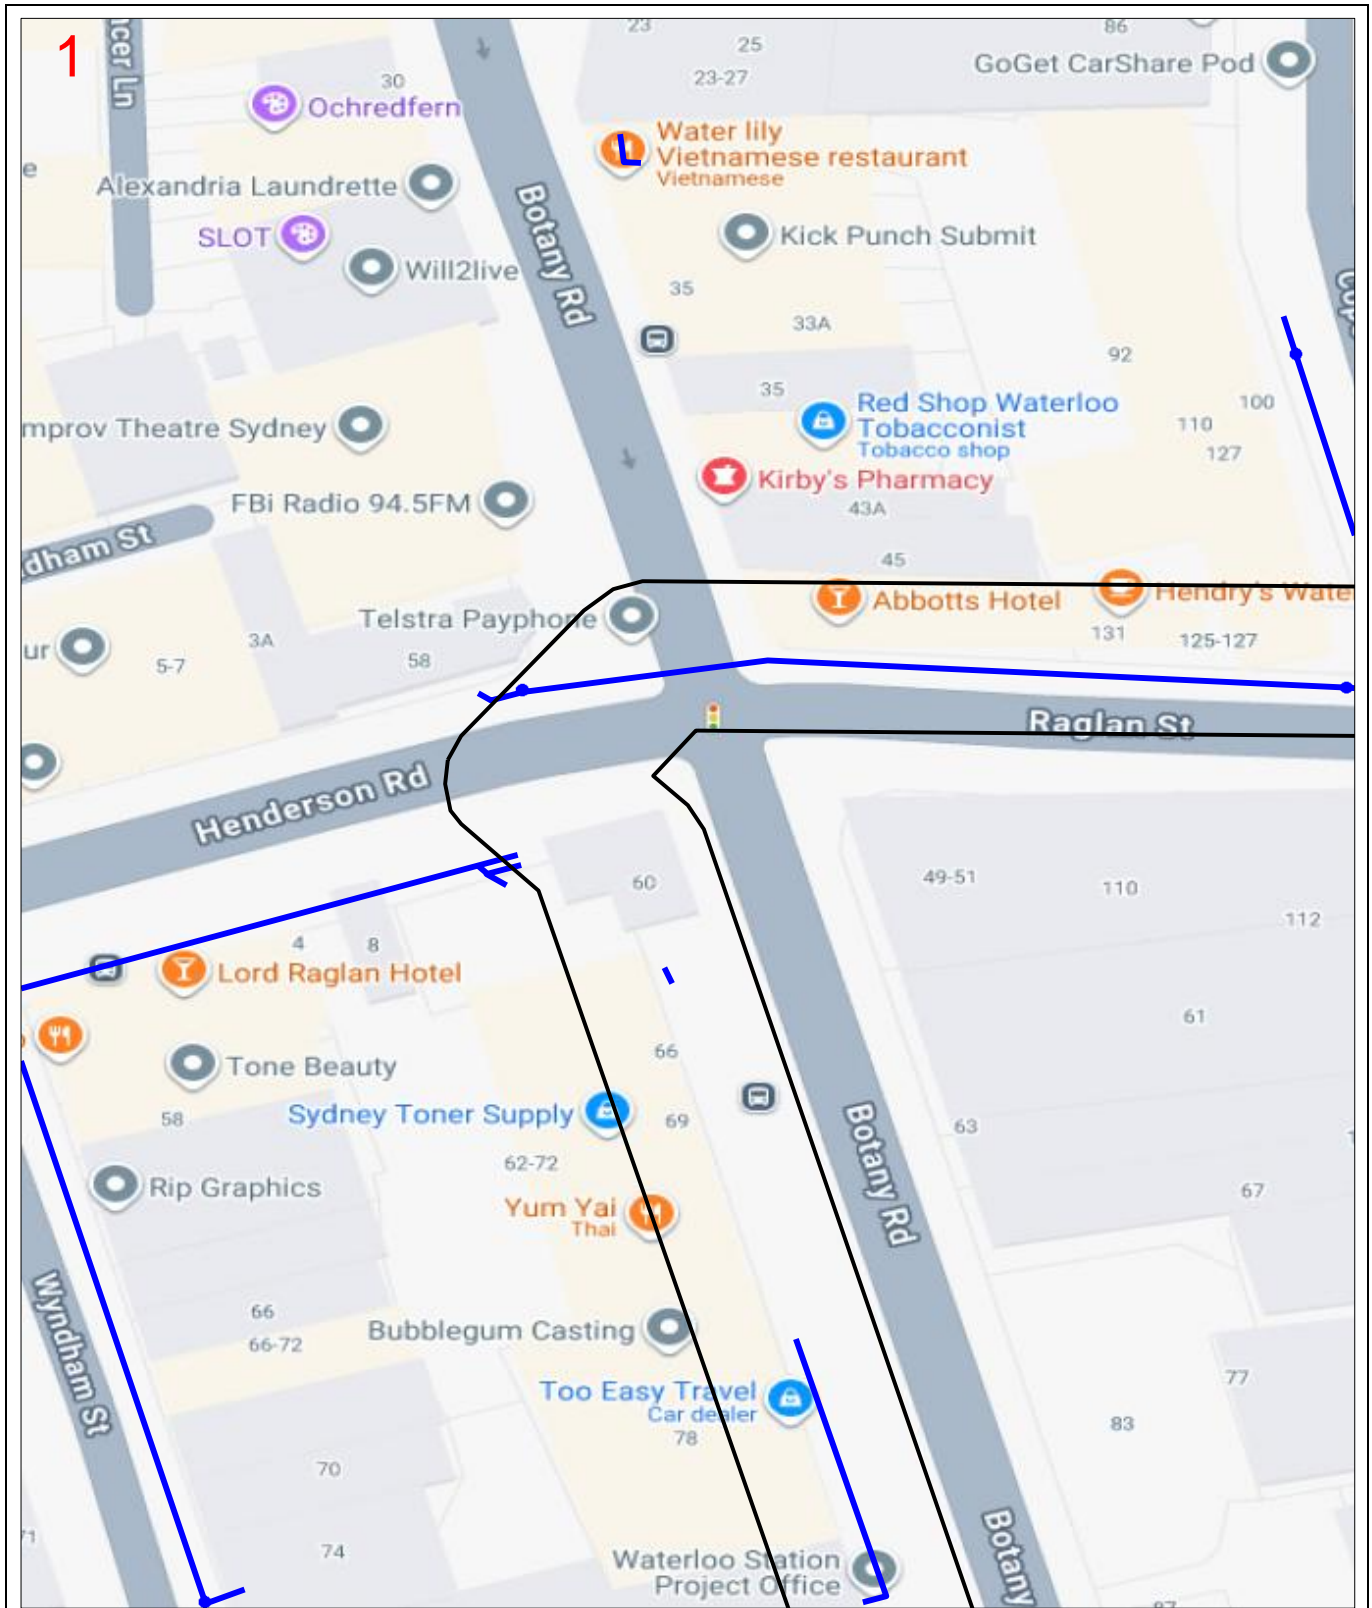 1
ncer Ln
23
25
23-27
86
GoGet CarShare Pod
30
Ochredfern
Water lily
Vietnamese restaurant
Vietnamese
e
Alexandria Laundrette
Botany Rd
SLOT
Kick Punch Submit
Will2live
35
33A
92
35
Red Shop Waterloo
Tobacconist
Tobacco shop
100
110
127
mprov Theatre Sydney
Kirby's Pharmacy
43A
FBi Radio 94.5FM
dham St
45
Abbotts Hotel
Hendry's Wate
Telstra Payphone
131
125-127
ur
5-7
3A
58
Raglan St
Henderson Rd
60
49-51
110
112
4
8
Lord Raglan Hotel
61
66
Tone Beauty
58
Sydney Toner Supply
69
63
Botany Rd
62-72
Rip Graphics
Yum Yai
Thai
67
Wyndham St
66
66-72
Bubblegum Casting
77
Too Easy Travel
Car dealer
78
83
70
71
74
Waterloo Station
Project Office
Botany